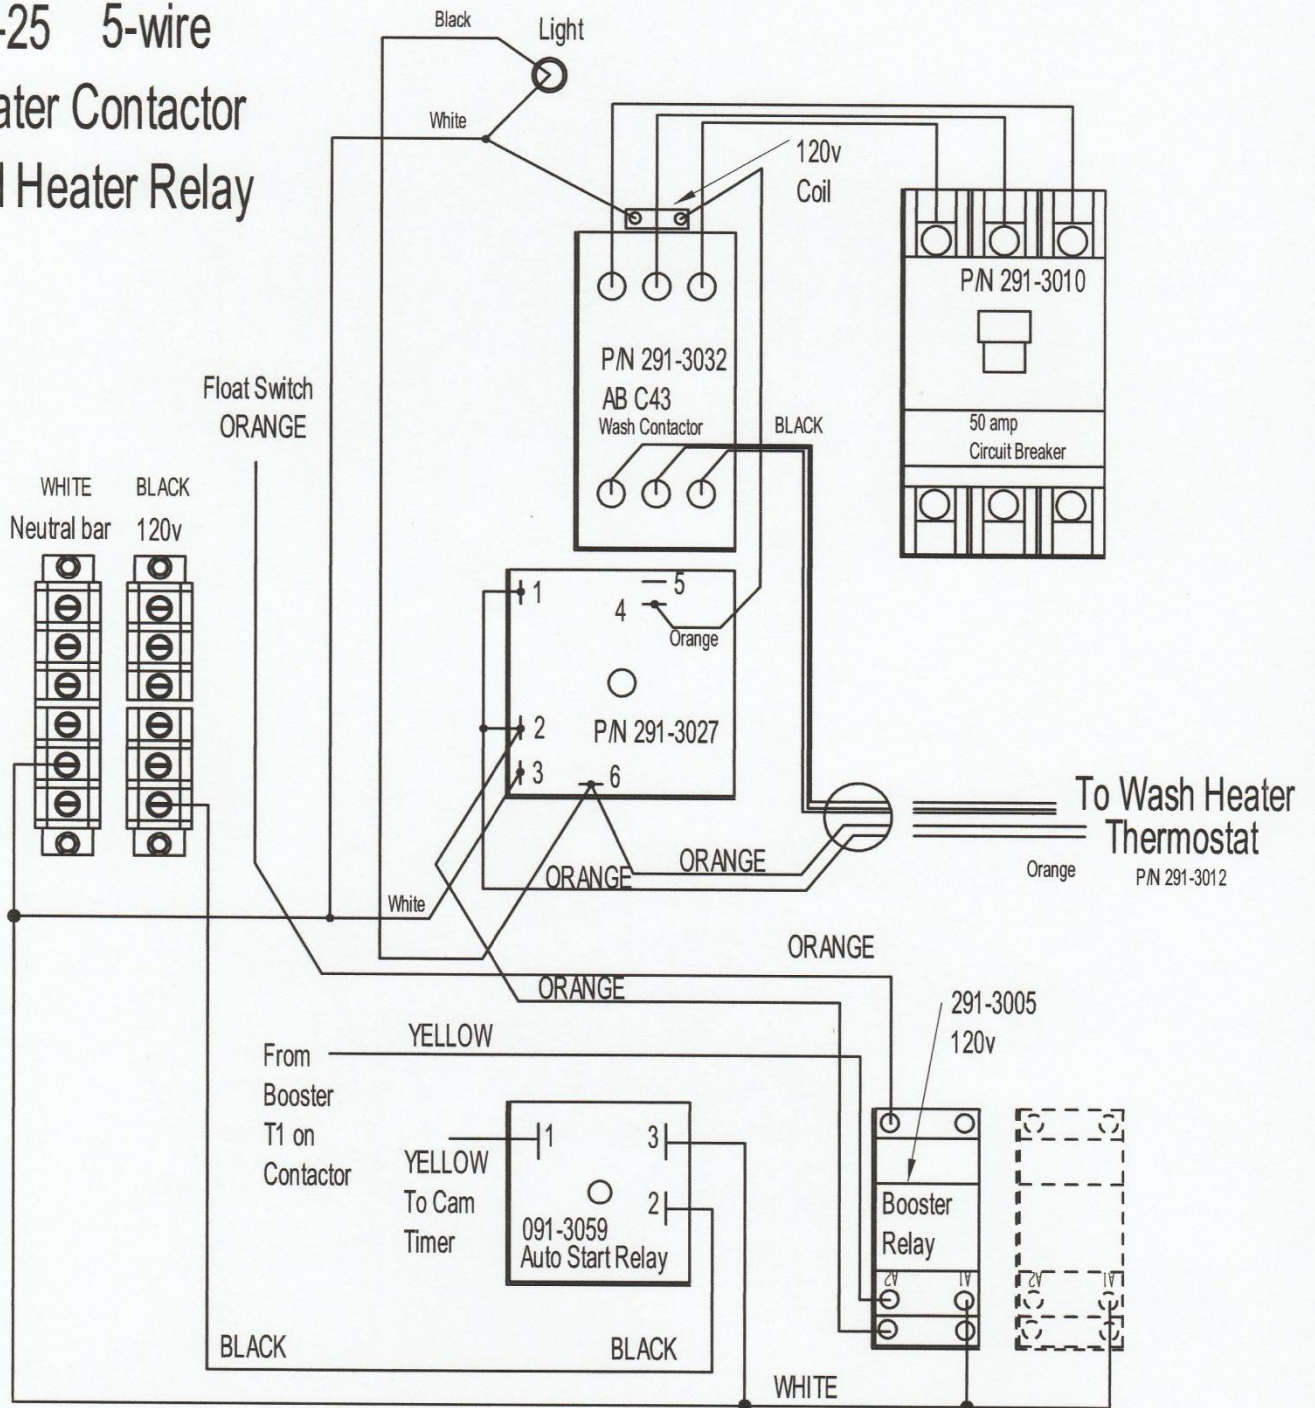 -25 5-wire
ater Contactor
Heater Relay
Black
Light
White
120v
Coil
P/N 291-3010
P/N 291-3032
AB C43
Wash Contactor
BLACK
50 amp
Circuit Breaker
Float Switch
ORANGE
WHITE
BLACK
Neutral bar
120v
1
5
4
Orange
2
P/N 291-3027
3
6
To Wash Heater
Thermostat
Orange
P/N 291-3012
ORANGE
ORANGE
White
ORANGE
ORANGE
291-3005
120v
YELLOW
From
Booster
T1 on
Contactor
1
3
YELLOW
To Cam
Timer
2
091-3059
Auto Start Relay
Booster
Relay
A2
A1
A2
A1
BLACK
BLACK
WHITE